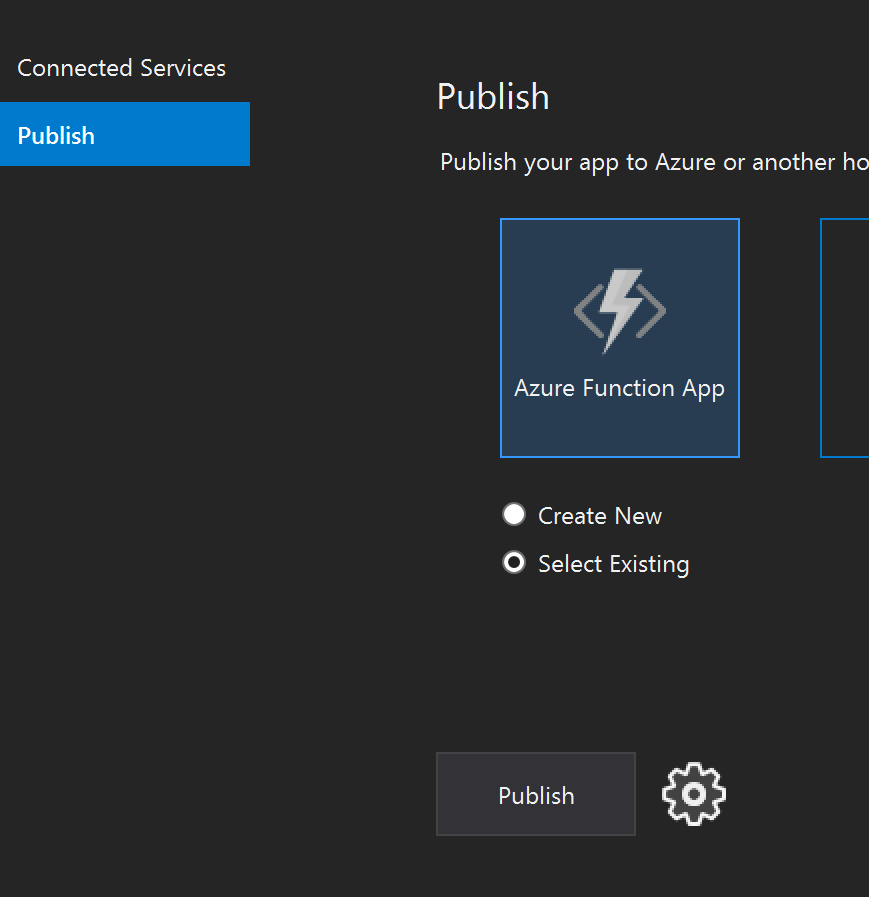 Connected Services
Publish
Publish
Publish your app to Azure or another ho
Azure Function App
Create New
Select Existing
Publish